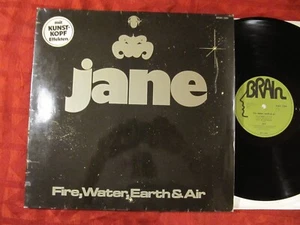 mit
KUNST-
KOPF
Effekten
jane
Fire, Water, Earth & Air
BRAIN